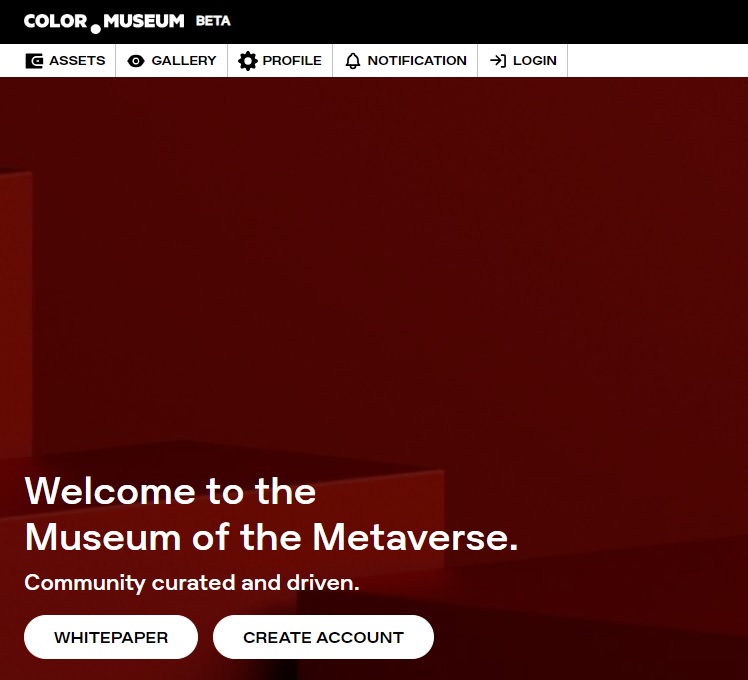 COLOR.MUSEUM BETA
ASSETS GALLERY PROFILE NOTIFICATION LOGIN
Welcome to the
Museum of the Metaverse.
Community curated and driven.
WHITEPAPER CREATE ACCOUNT